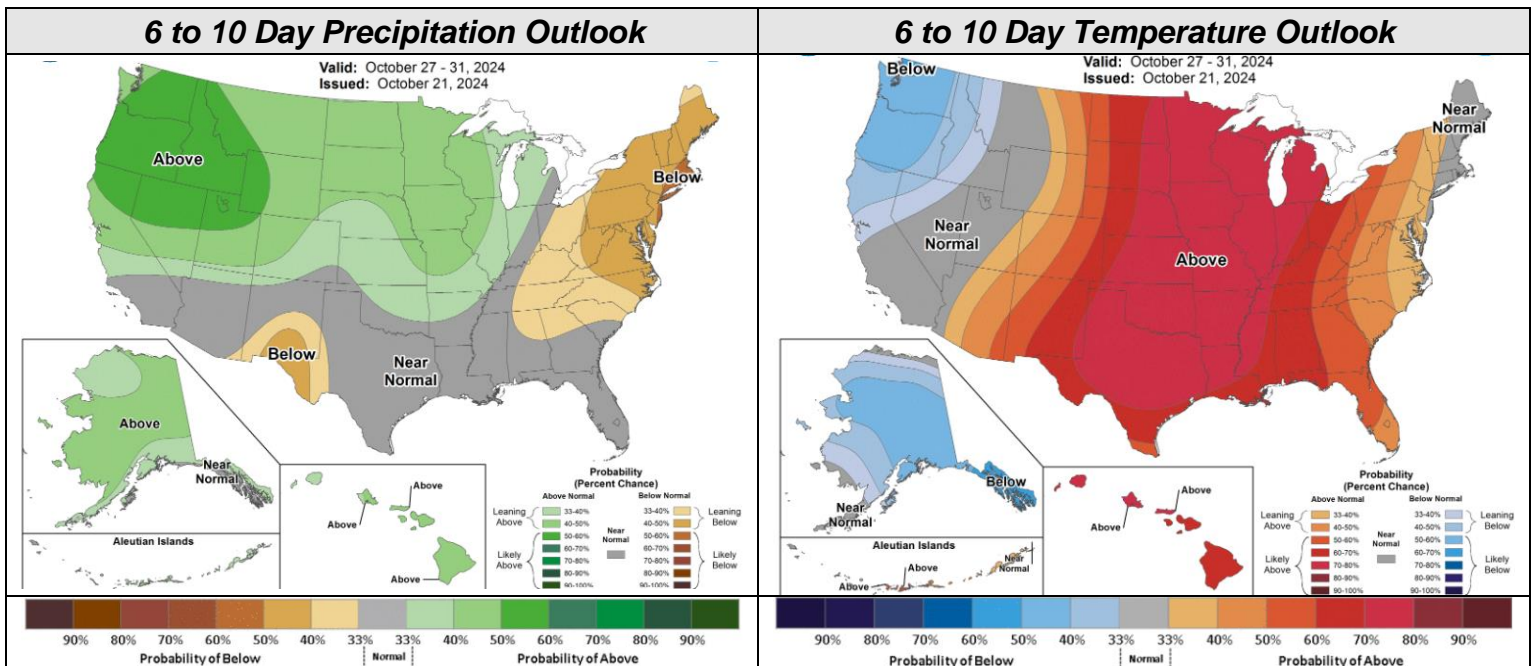 6 to 10 Day Precipitation Outlook
Valid: October 27 - 31, 2024
Issued: October 21, 2024
Above
Below
Below
Near
Normal
Above
Near
Normal
Above
Above
Above
Aleutian Islands
Probability
(Percent Chance)
Above Normal
Below Normal
Leaning
Above
33-40%
40-50%
Likely
Above
50-60%
60-70%
70-80%
80-90%
90-100%
Near
Normal
33-40%
40-50%
Leaning
Below
50-60%
60-70%
70-80%
80-90%
90-100%
Likely
Below
90% 80% 70% 60% 50% 40% 33% 33% 40% 50% 60% 70% 80% 90%
Probability of Below Normal Probability of Above
6 to 10 Day Temperature Outlook
Valid: October 27 - 31, 2024
Issued: October 21, 2024
Below
Near
Normal
Near
Normal
Above
Near
Normal
Below
Above
Above
Aleutian Islands
Above
Above
Near
Normal
Probability
(Percent Chance)
Above Normal
Below Normal
Leaning
Above
33-40%
40-50%
Likely
Above
50-60%
60-70%
70-80%
80-90%
90-100%
Near
Normal
33-40%
40-50%
Leaning
Below
50-60%
60-70%
70-80%
80-90%
90-100%
Likely
Below
90% 80% 70% 60% 50% 40% 33% 33% 40% 50% 60% 70% 80% 90%
Probability of Below Normal Probability of Above